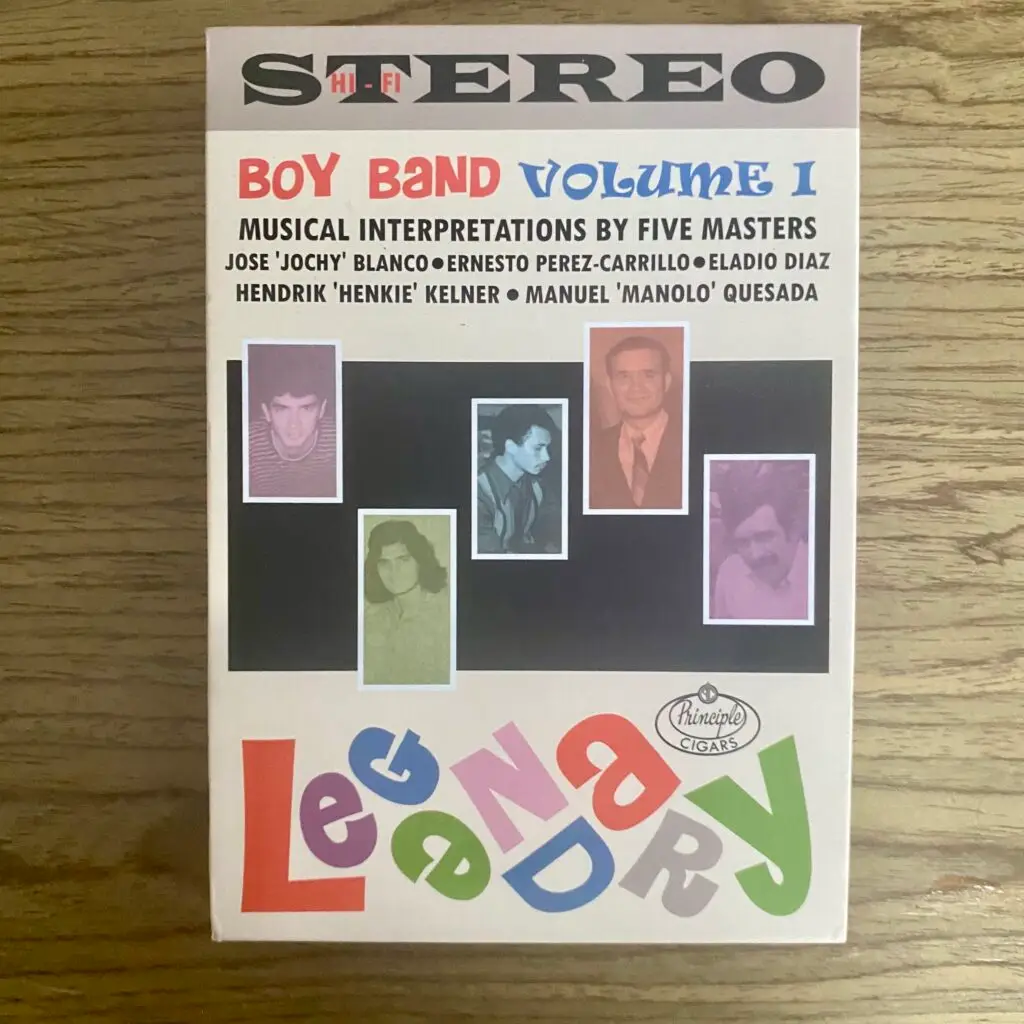 STEREO
HI - FI
BOY BaND VOLUME I
MUSICAL INTERPRETATIONS BY FIVE MASTERS
JOSE 'JOCHY' BLANCO•ERNESTO PEREZ-CARRILLO•ELADIO DIAZ
HENDRIK 'HENKIE' KELNER • MANUEL 'MANOLO' QUESADA
Principle
CIGARS
LeGeNDaRy